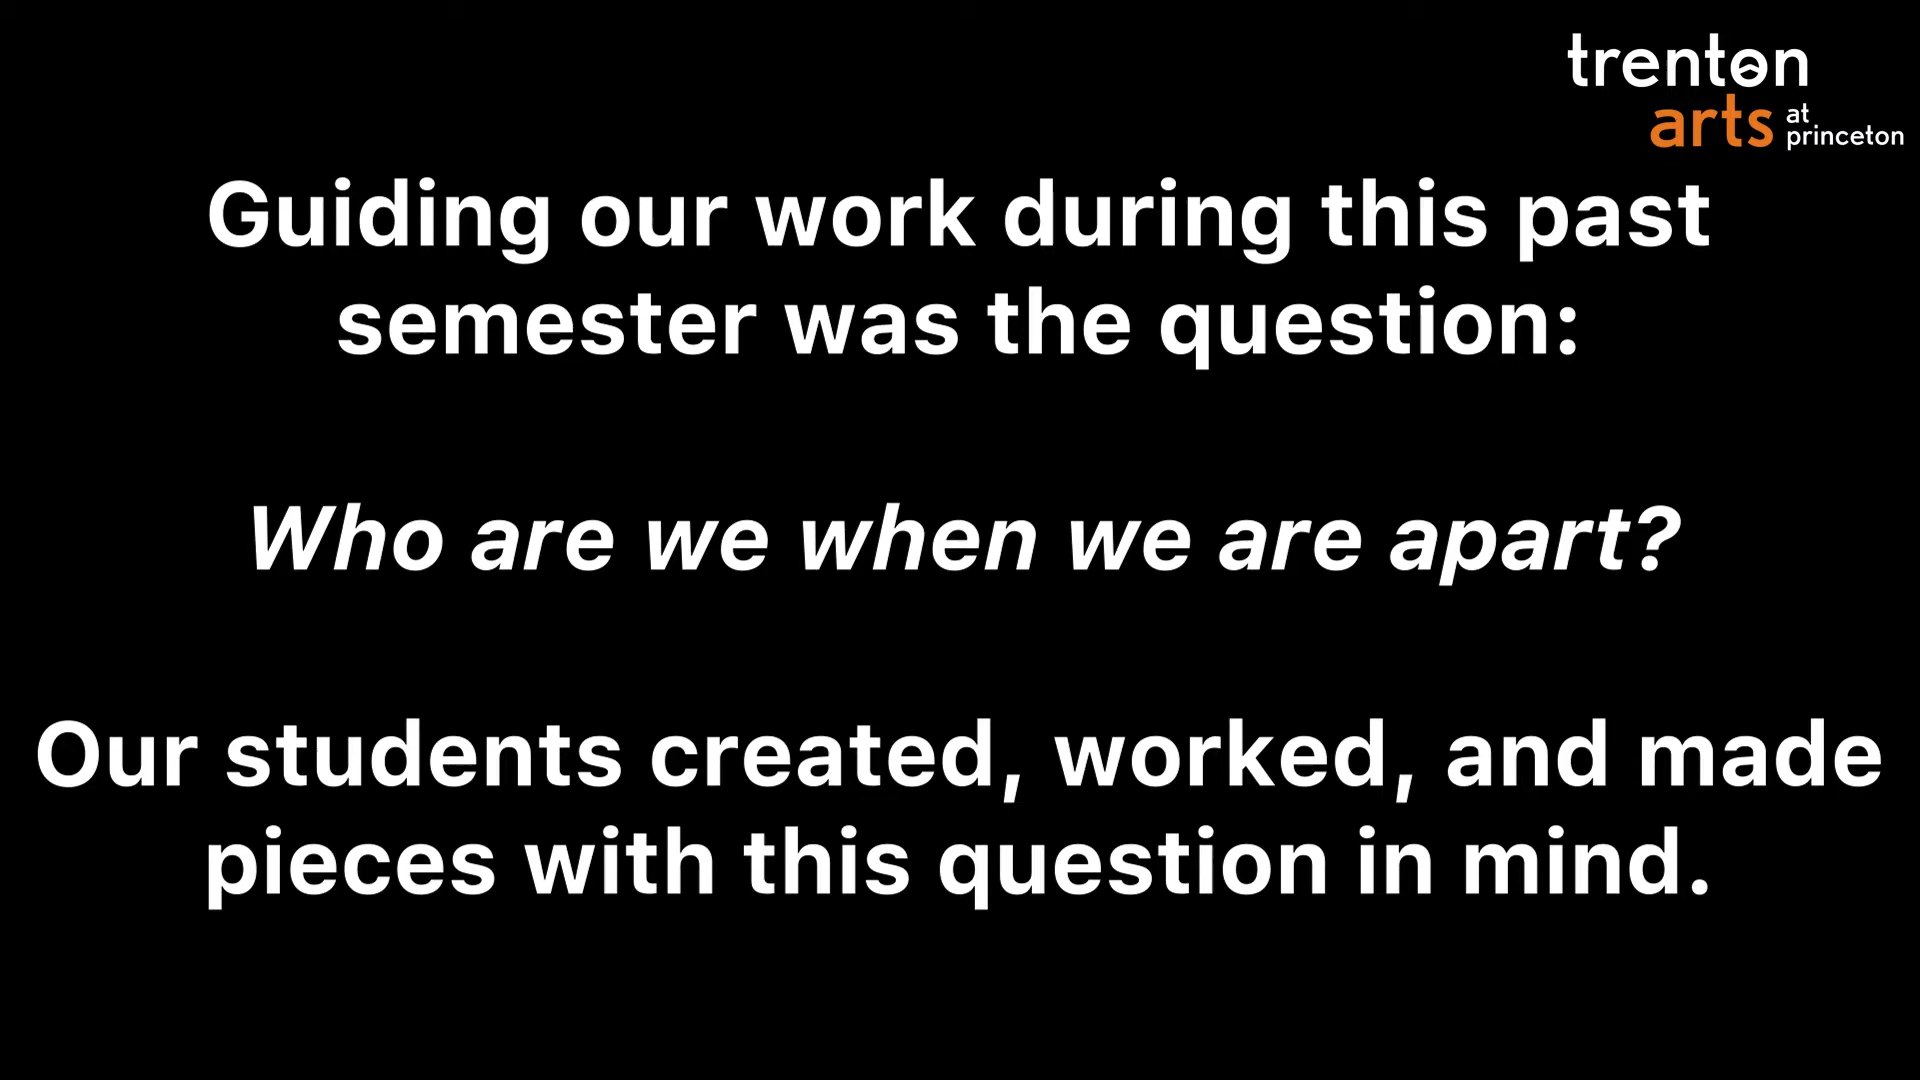 trenton
arts at
princeton
Guiding our work during this past
semester was the question:
Who are we when we are apart?
Our students created, worked, and made
pieces with this question in mind.